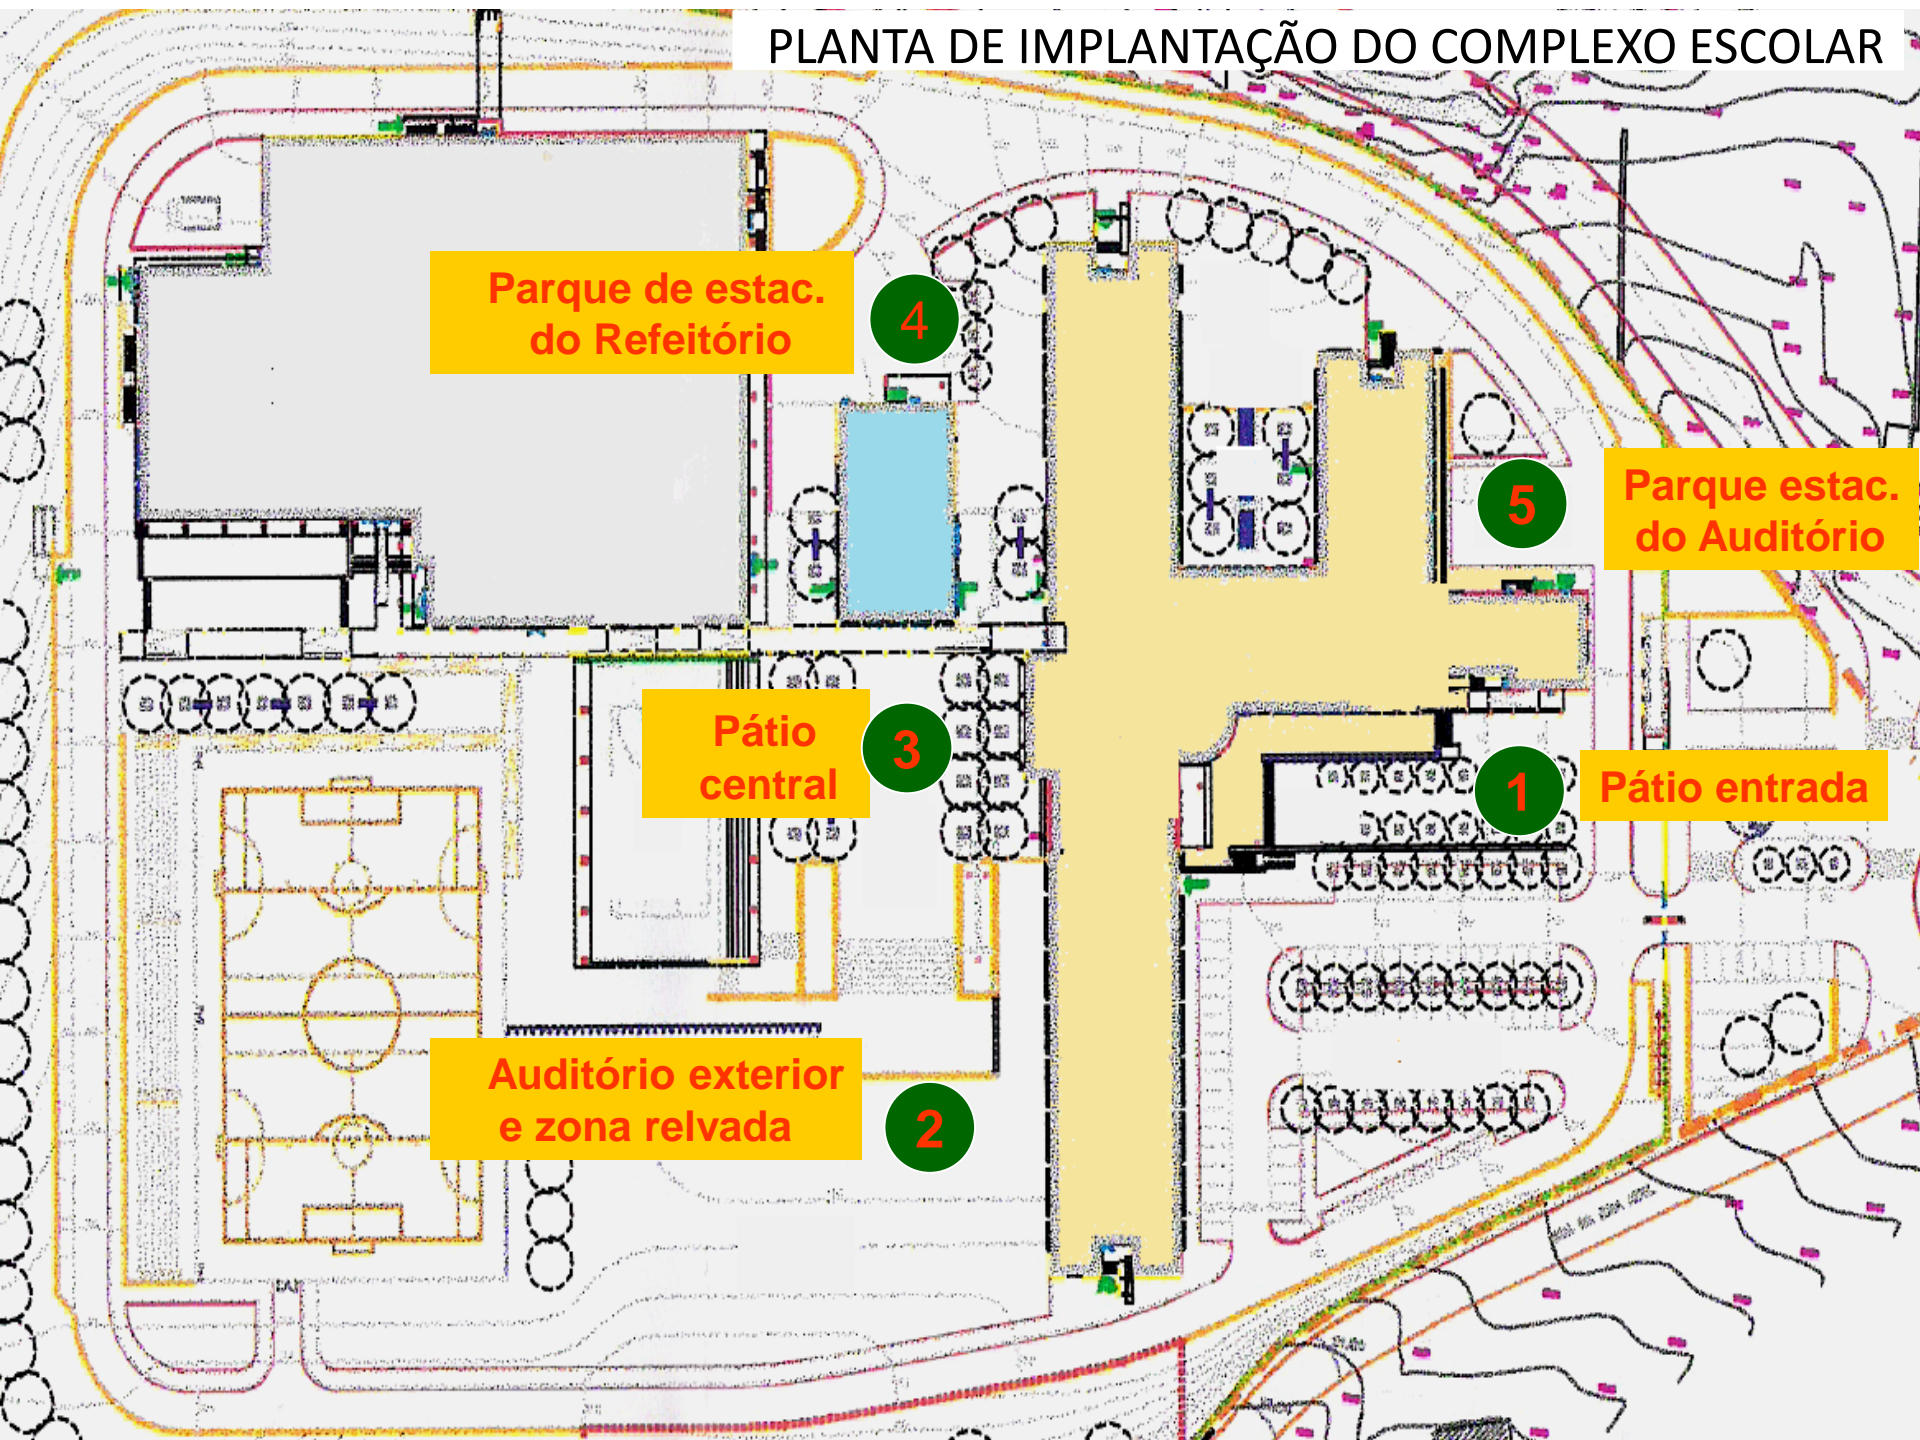 PLANTA DE IMPLANTAÇÃO DO COMPLEXO ESCOLAR
Parque de estac.
do Refeitório
4
5
Parque estac.
do Auditório
Pátio
central
3
1
Pátio entrada
Auditório exterior
e zona relvada
2